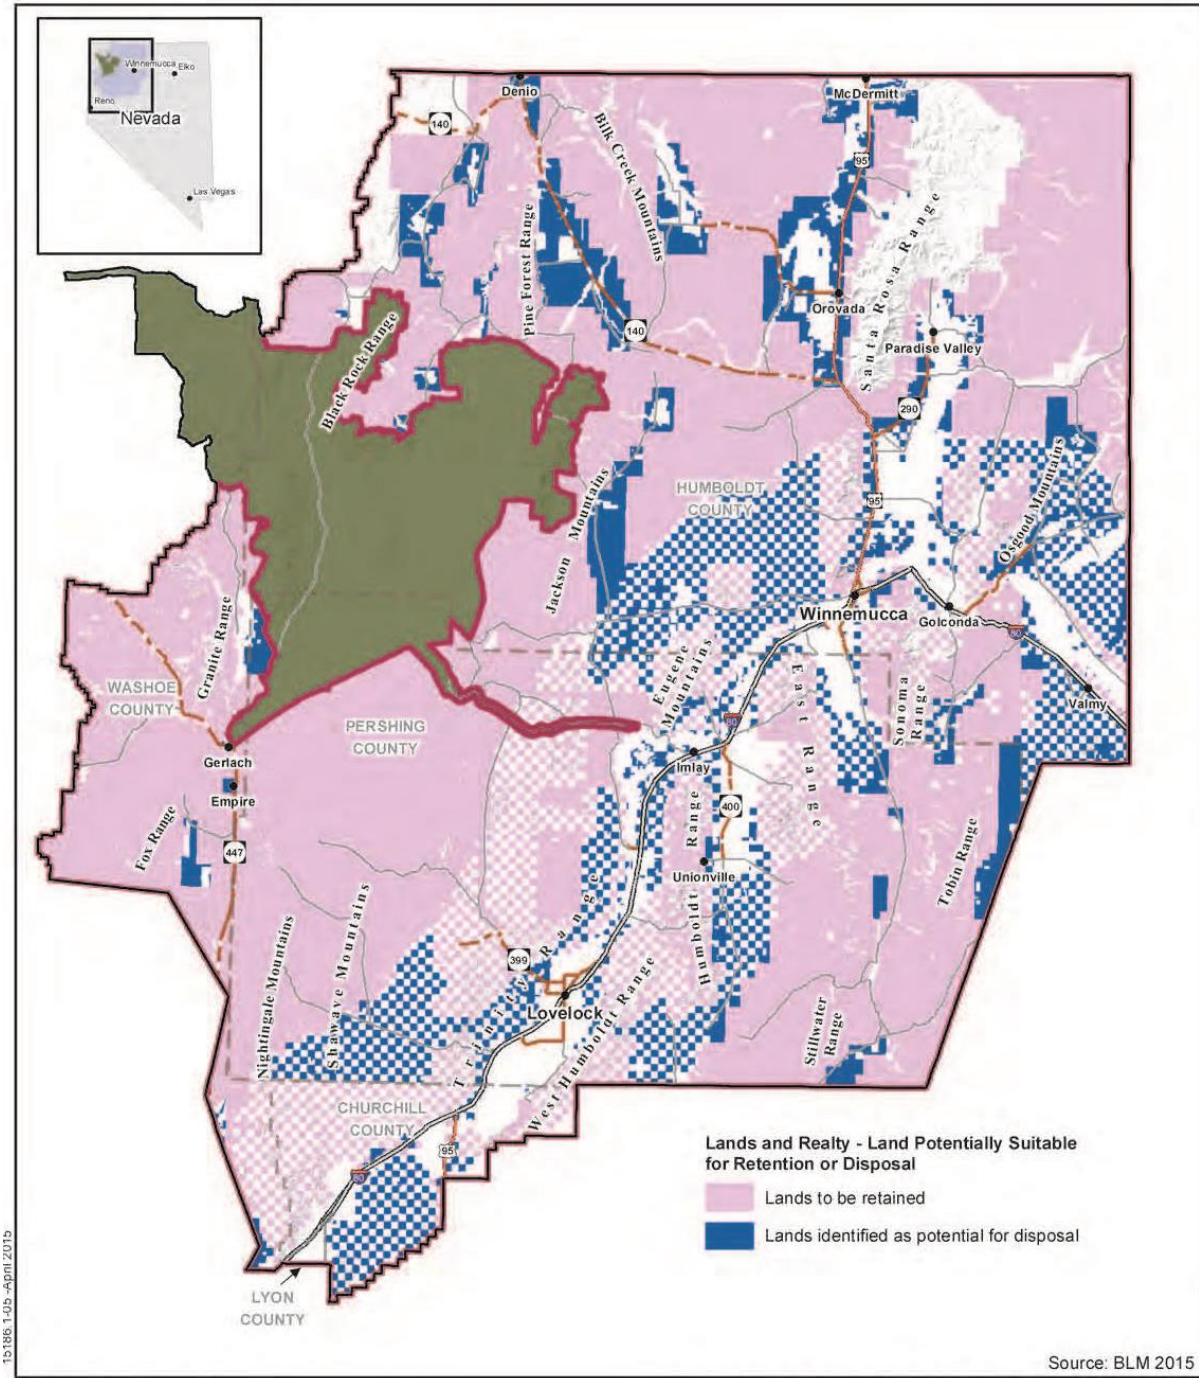 Winnemucca
Elko
Reno
Nevada
Las Vegas
Denio
McDermitt
140
95
Bilk Creek Mountains
Pine Forest Range
Santa Rosa Range
Orovada
140
Paradise Valley
Black Rock Range
290
HUMBOLDT
COUNTY
95
Osgood Mountains
Jackson Mountains
Winnemucca
Golconda
80
Granite Range
Eugene
Mountains
East Range
Sonoma
Range
Valmy
WASHOE
COUNTY
PERSHING
COUNTY
80
Gerlach
Imlay
Empire
400
Fox Range
447
Unionville
Humboldt Range
Tobin Range
Nightingale Mountains
Shawave Mountains
399
Trinity Range
Lovelock
West Humboldt Range
Stillwater
Range
CHURCHILL
COUNTY
95
80
LYON
COUNTY
Lands and Realty - Land Potentially Suitable
for Retention or Disposal
Lands to be retained
Lands identified as potential for disposal
15186.1-05 -April 2015
Source: BLM 2015